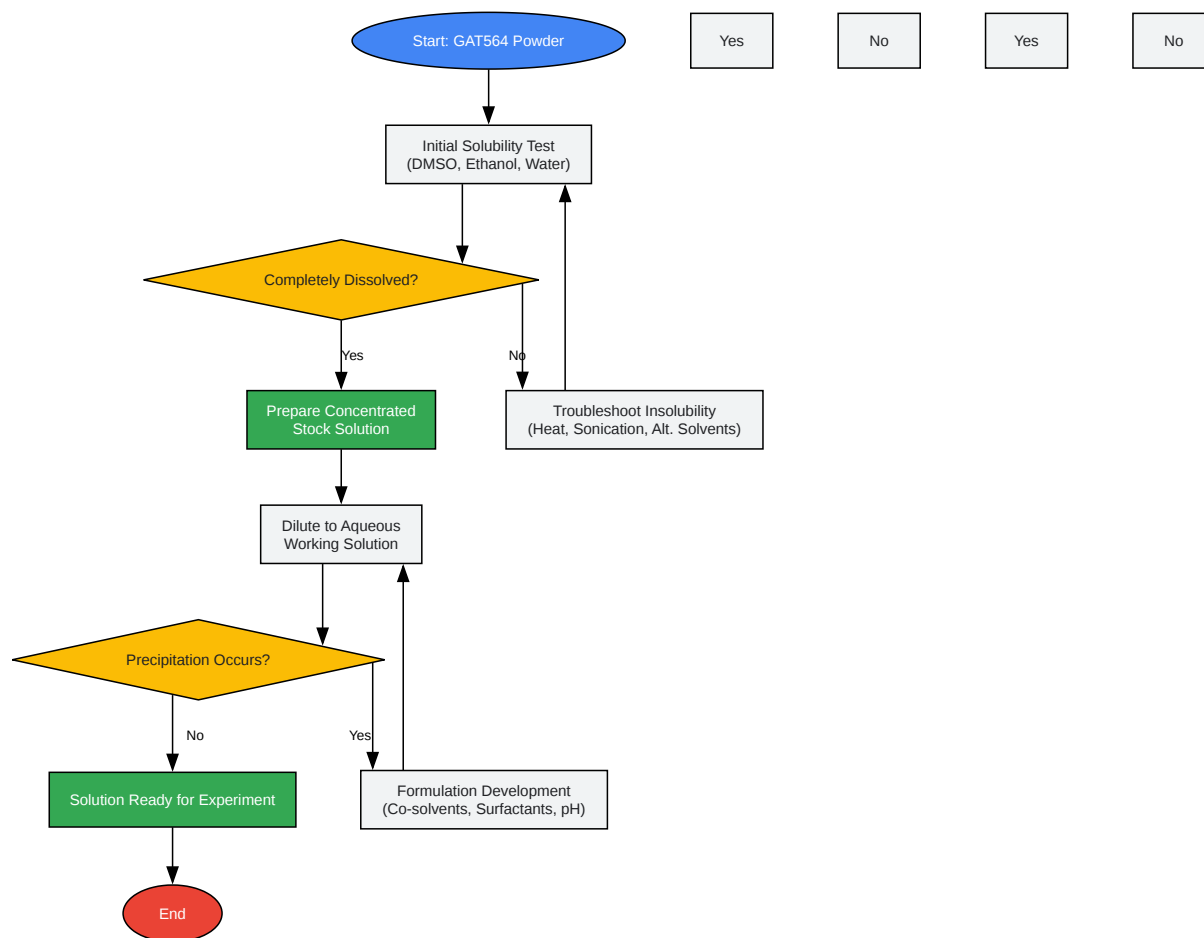 Start: GAT564 Powder
Yes
No
Yes
No
Initial Solubility Test
(DMSO, Ethanol, Water)
Completely Dissolved?
Yes
No
Prepare Concentrated
Stock Solution
Troubleshoot Insolubility
(Heat, Sonication, Alt. Solvents)
Dilute to Aqueous
Working Solution
Precipitation Occurs?
No
Yes
Solution Ready for Experiment
Formulation Development
(Co-solvents, Surfactants, pH)
End